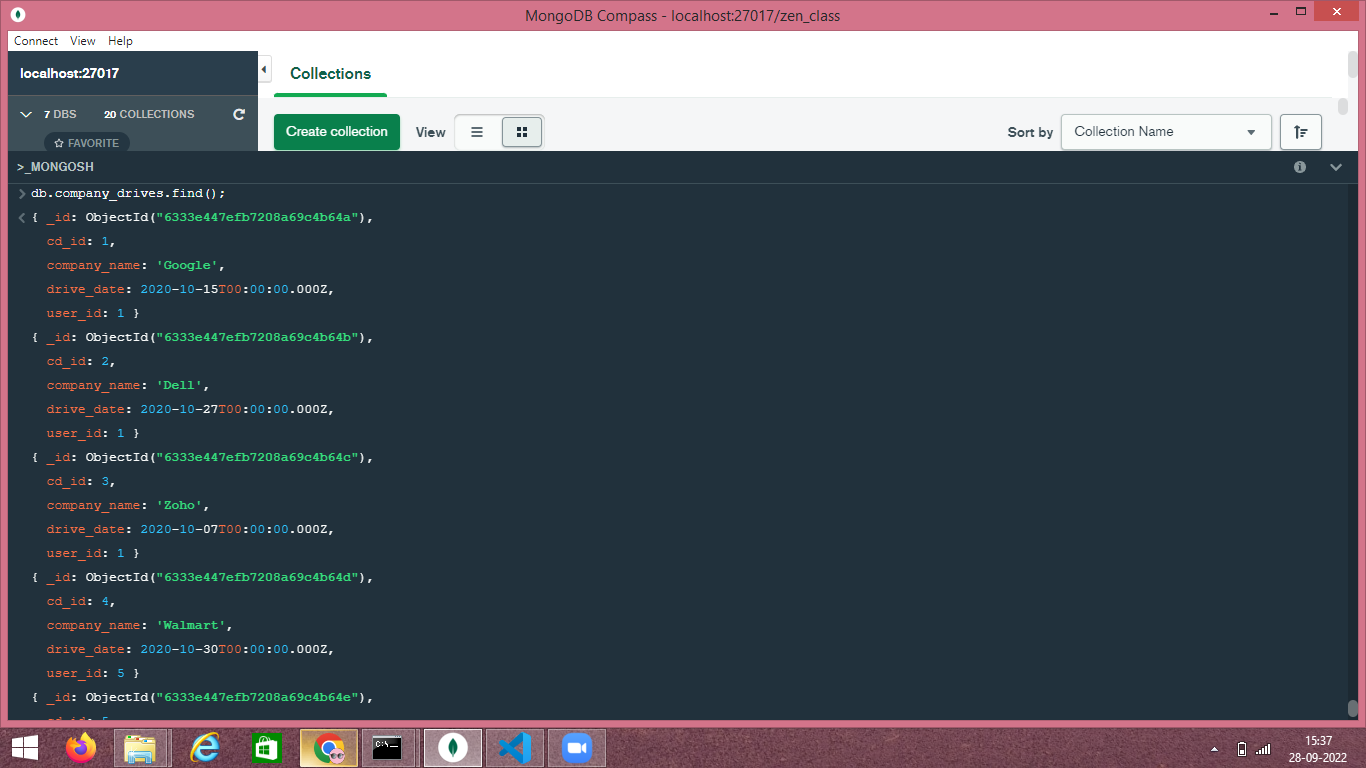 MongoDB Compass - localhost:27017/zen_class
Connect View Help
localhost:27017
Collections
7 DBS 20 COLLECTIONS
FAVORITE
Create collection View Sort by Collection Name
>_MONGOSH
> db.company_drives.find();
< { _id: ObjectId("6333e447efb7208a69c4b64a"),
cd_id: 1,
company_name: 'Google',
drive_date: 2020-10-15T00:00:00.000Z,
user_id: 1 }
{ _id: ObjectId("6333e447efb7208a69c4b64b"),
cd_id: 2,
company_name: 'Dell',
drive_date: 2020-10-27T00:00:00.000Z,
user_id: 1 }
{ _id: ObjectId("6333e447efb7208a69c4b64c"),
cd_id: 3,
company_name: 'Zoho',
drive_date: 2020-10-07T00:00:00.000Z,
user_id: 1 }
{ _id: ObjectId("6333e447efb7208a69c4b64d"),
cd_id: 4,
company_name: 'Walmart',
drive_date: 2020-10-30T00:00:00.000Z,
user_id: 5 }
{ _id: ObjectId("6333e447efb7208a69c4b64e"),
C:\_
15:37
28-09-2022